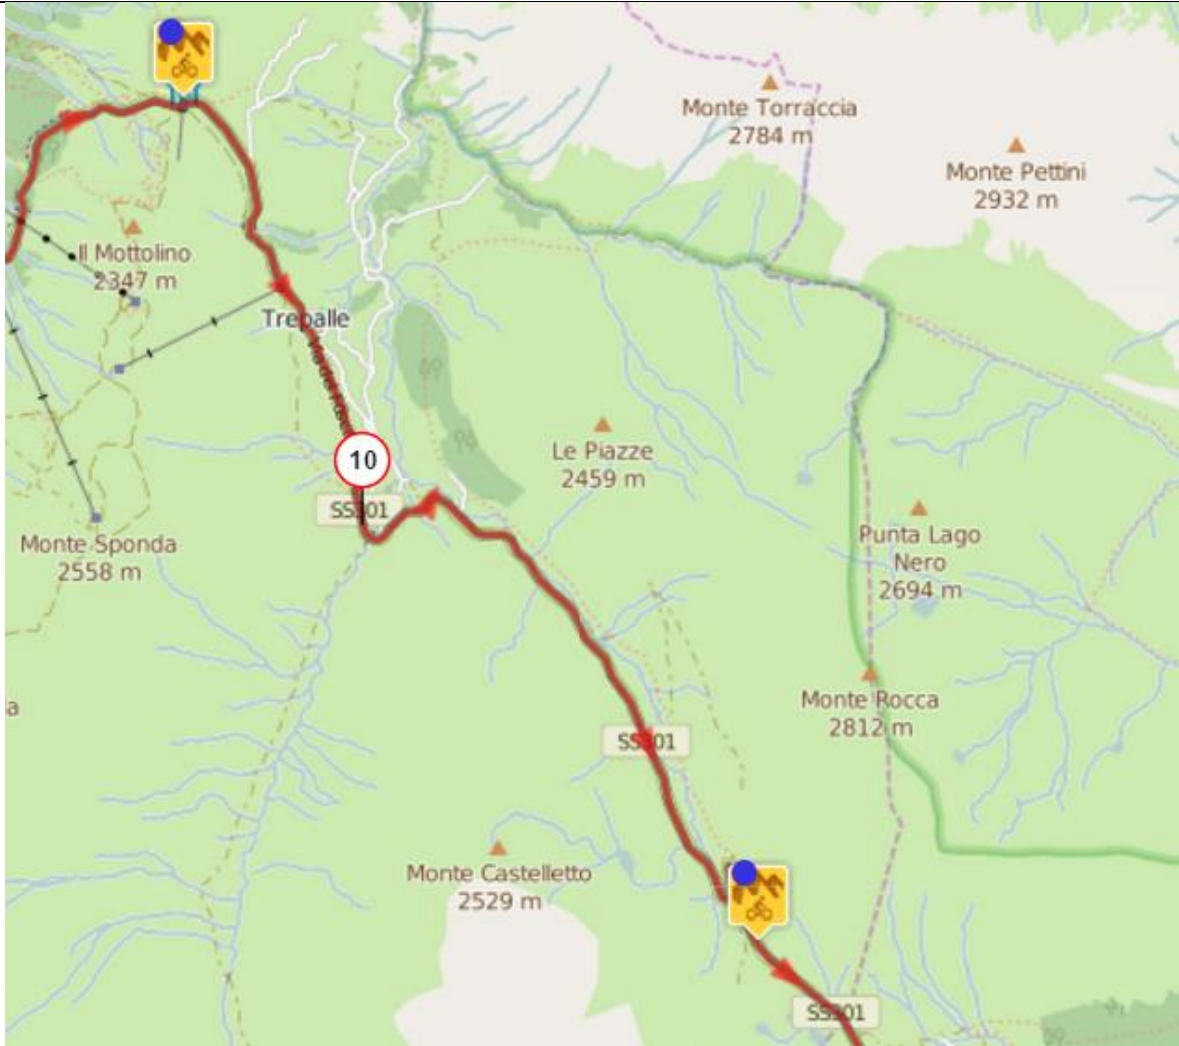 Monte Torraccia
2784 m
Monte Pettini
2932 m
Il Mottolino
2347 m
Trepalle
10
Le Piazze
2459 m
SS301
Punta Lago
Nero
2694 m
Monte Sponda
2558 m
a
Monte Rocca
2812 m
SS301
Monte Castelletto
2529 m
SS301